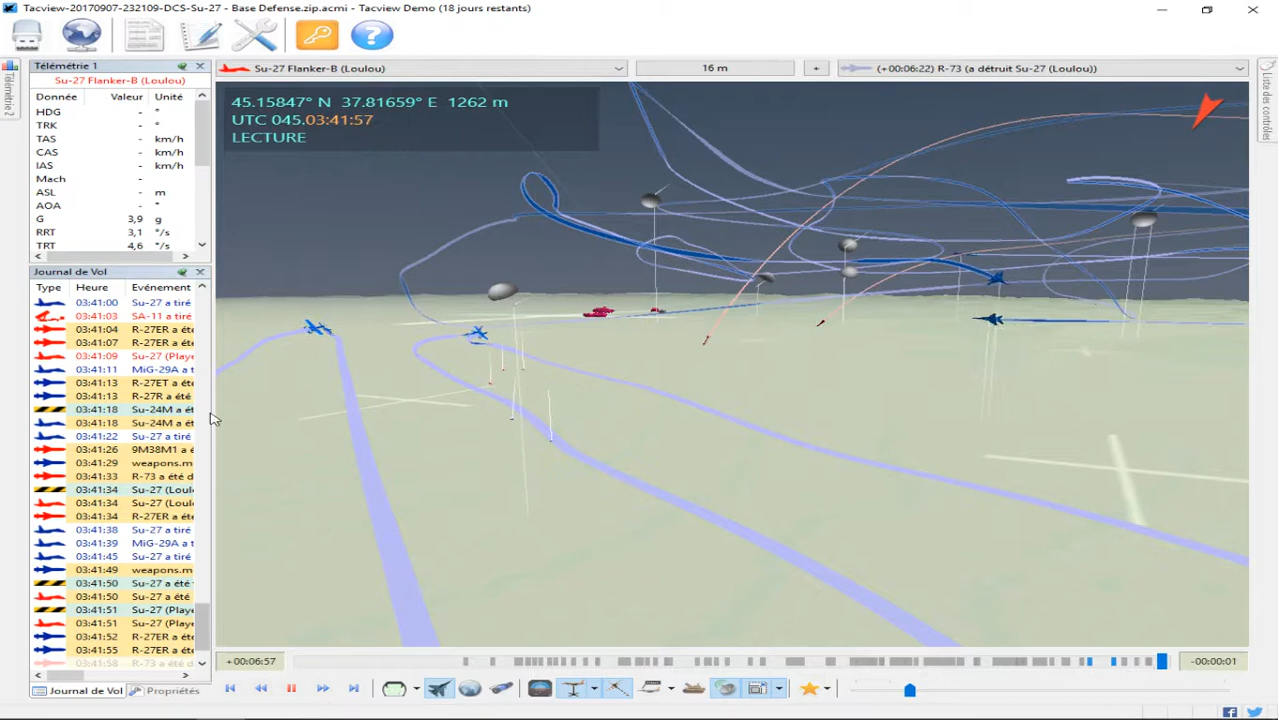 Tacview-20170907-232109-DCS-Su-27 - Base Defense.zip.acmi - Tacview Demo (18 jours restants)
Télémétrie 2
Télémétrie 1
Su-27 Flanker-B (Loulou)
Donnée Valeur Unité
HDG - °
TRK - °
TAS - km/h
CAS - km/h
IAS - km/h
Mach -
ASL - m
AOA - °
G 3,9 g
RRT 3,1 °/s
TRT 4,6 °/s
Journal de Vol
Type Heure Evénement
03:41:00 Su-27 a tiré
03:41:03 SA-11 a tiré
03:41:04 R-27ER a été
03:41:07 R-27ER a été
03:41:09 Su-27 (Playe
03:41:11 MiG-29A a t
03:41:13 R-27ET a été
03:41:13 R-27R a été
03:41:18 Su-24M a ét
03:41:18 Su-24M a ét
03:41:22 Su-27 a tiré
03:41:26 9M38M1 a ét
03:41:29 weapons.m
03:41:33 R-73 a été d
03:41:34 Su-27 (Loul
03:41:34 Su-27 (Loul
03:41:34 R-27ER a été
03:41:38 Su-27 a tiré
03:41:39 MiG-29A a t
03:41:45 Su-27 a tiré
03:41:49 weapons.m
03:41:50 Su-27 a été
03:41:50 Su-27 a été
03:41:51 Su-27 (Playe
03:41:51 Su-27 (Playe
03:41:52 R-27ER a été
03:41:55 R-27ER a été
03:41:58 R-73 a été d
Journal de Vol Propriétés
Su-27 Flanker-B (Loulou) 16 m + (+00:06:22) R-73 (a détruit Su-27 (Loulou))
45.15847° N 37.81659° E 1262 m
UTC 045.03:41:57
LECTURE
Liste des contrôles
+00:06:57 -00:00:01